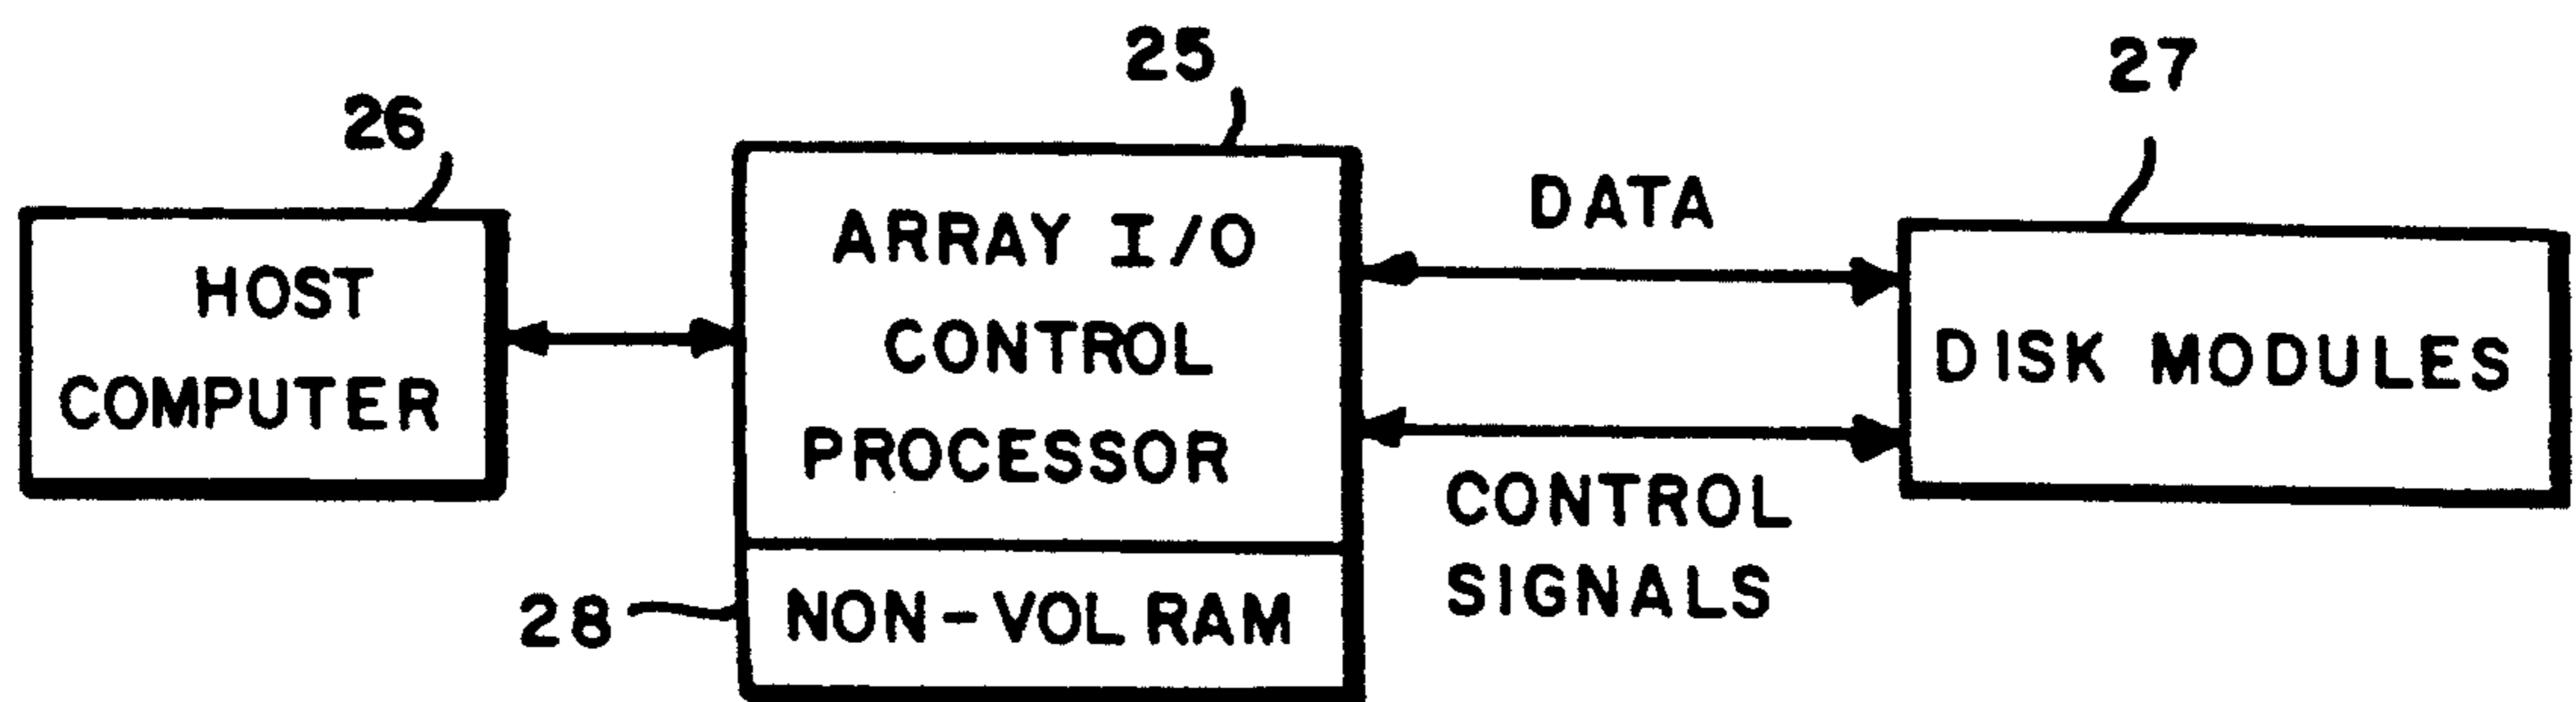 26
HOST
COMPUTER
25
ARRAY I/O
CONTROL
PROCESSOR
28
NON-VOL RAM
DATA
CONTROL
SIGNALS
27
DISK MODULES